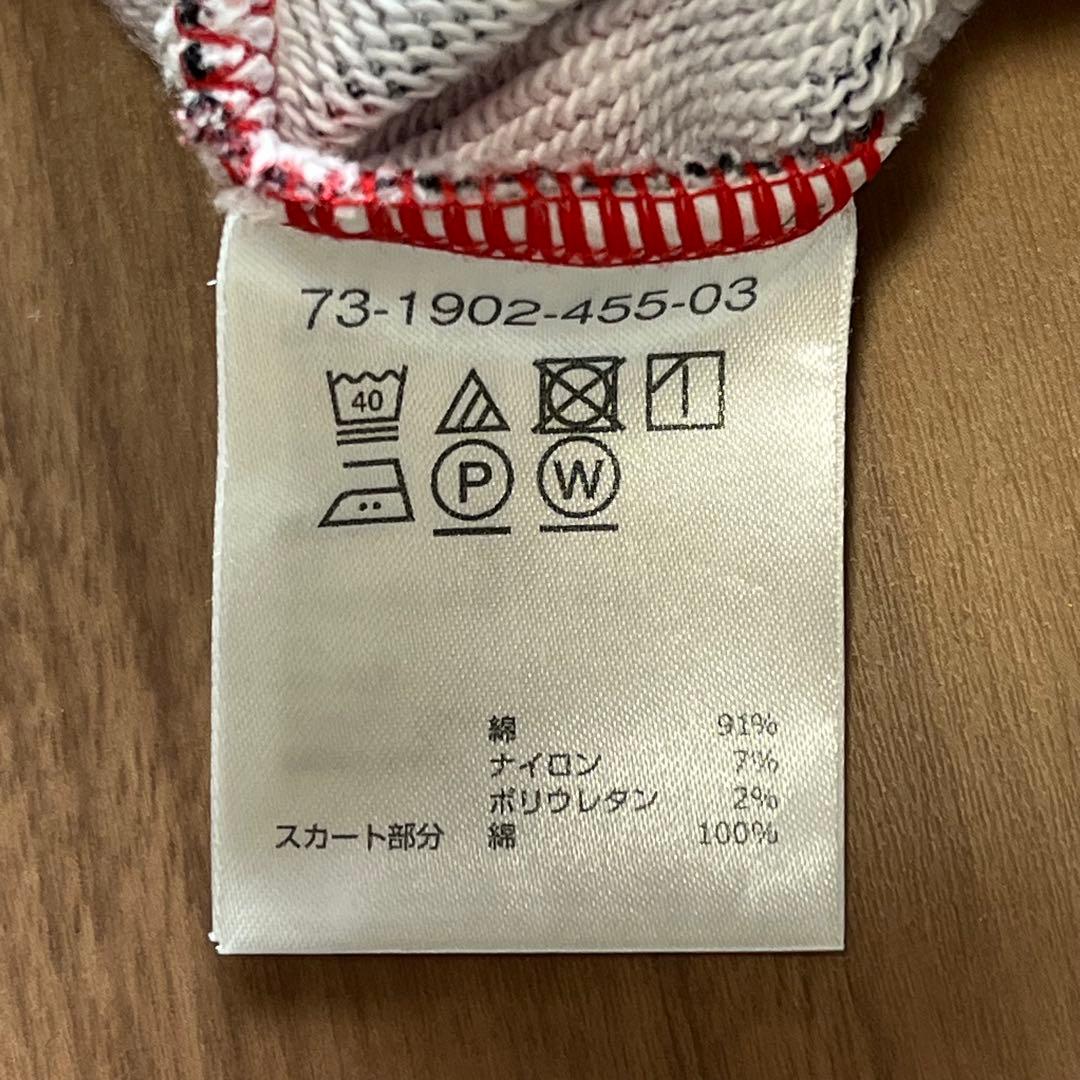 73-1902-455-03
40
P W
綿 91%
ナイロン 7%
ポリウレタン 2%
スカート部分 綿 100%